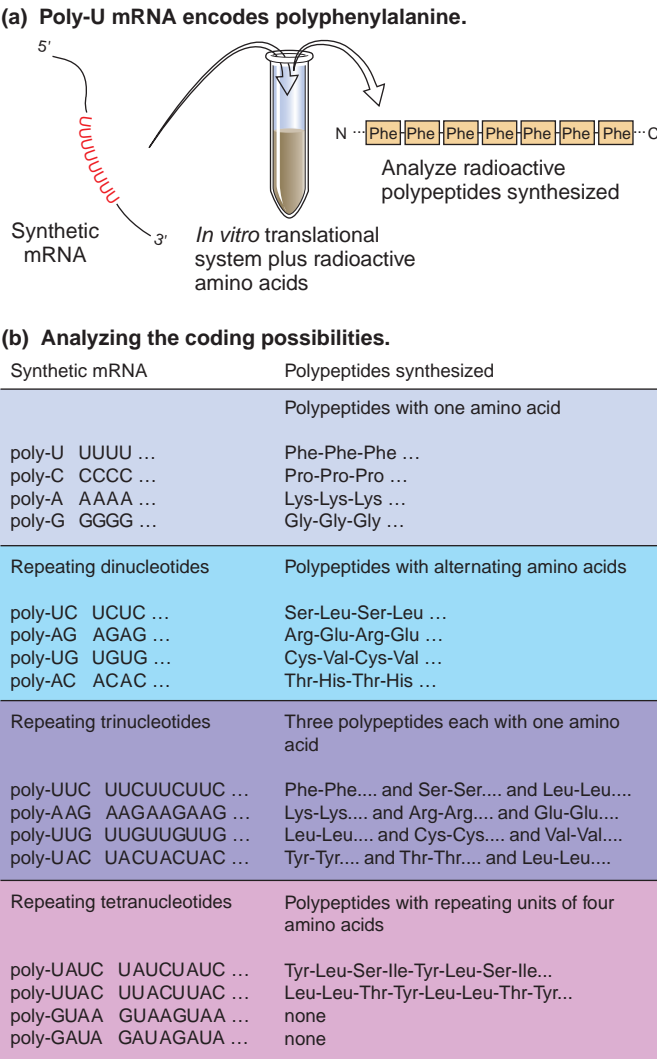 (a) Poly-U mRNA encodes polyphenylalanine.
5'
UUUUUUUUU
3'
Synthetic
mRNA
In vitro translational
system plus radioactive
amino acids
N ··· Phe Phe Phe Phe Phe Phe Phe ··· C
Analyze radioactive
polypeptides synthesized
(b) Analyzing the coding possibilities.
Synthetic mRNA Polypeptides synthesized
Polypeptides with one amino acid
poly-U UUUU … Phe-Phe-Phe …
poly-C CCCC … Pro-Pro-Pro …
poly-A AAAA … Lys-Lys-Lys …
poly-G GGGG … Gly-Gly-Gly …
Repeating dinucleotides Polypeptides with alternating amino acids
poly-UC UCUC … Ser-Leu-Ser-Leu …
poly-AG AGAG … Arg-Glu-Arg-Glu …
poly-UG UGUG … Cys-Val-Cys-Val …
poly-AC ACAC … Thr-His-Thr-His …
Repeating trinucleotides Three polypeptides each with one amino
acid
poly-UUC UUCUUCUUC … Phe-Phe.... and Ser-Ser.... and Leu-Leu....
poly-AAG AAGAAGAAG … Lys-Lys.... and Arg-Arg.... and Glu-Glu....
poly-UUG UUGUUGUUG … Leu-Leu.... and Cys-Cys.... and Val-Val....
poly-UAC UACUACUAC … Tyr-Tyr.... and Thr-Thr.... and Leu-Leu....
Repeating tetranucleotides Polypeptides with repeating units of four
amino acids
poly-UAUC UAUCUAUC … Tyr-Leu-Ser-Ile-Tyr-Leu-Ser-Ile...
poly-UUAC UUACUUAC … Leu-Leu-Thr-Tyr-Leu-Leu-Thr-Tyr...
poly-GUAA GUAAGUAA … none
poly-GAUA GAUAGAUA … none